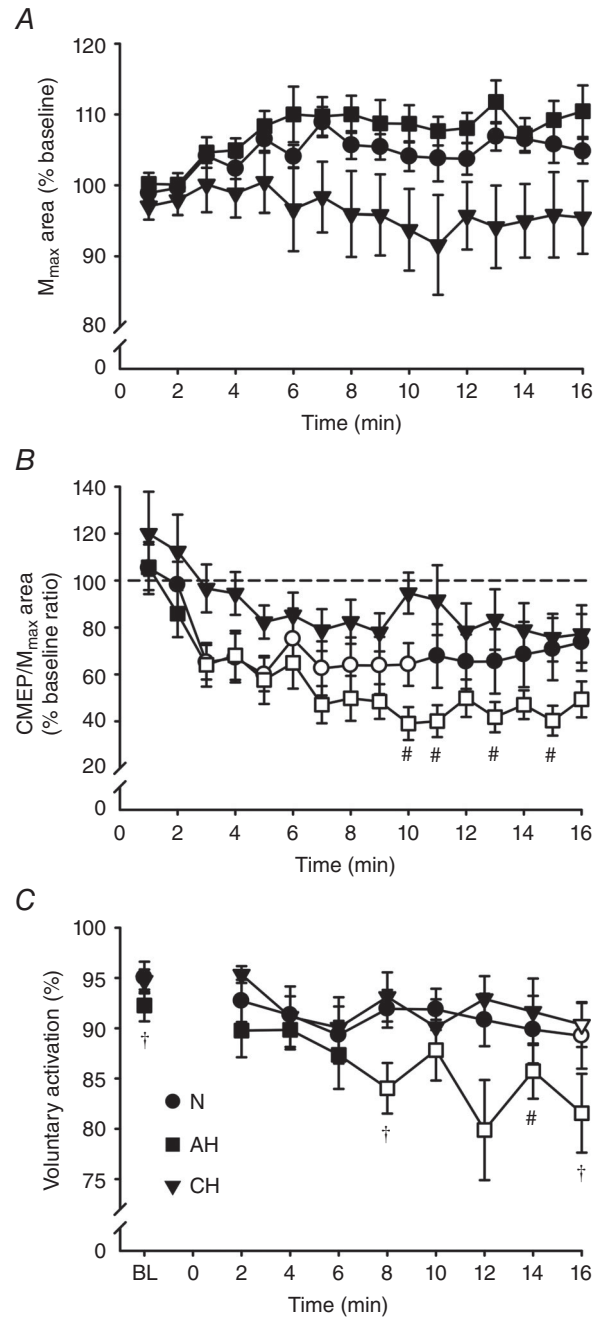 A
120
110
100
90
80
0
Mmax area (% baseline)
0 2 4 6 8 10 12 14 16
Time (min)
B
140
120
100
80
60
40
20
0
CMEP/Mmax area
(% baseline ratio)
# # # #
0 2 4 6 8 10 12 14 16
Time (min)
C
100
95
90
85
80
75
0
Voluntary activation (%)
† † # †
N
AH
CH
BL 0 2 4 6 8 10 12 14 16
Time (min)